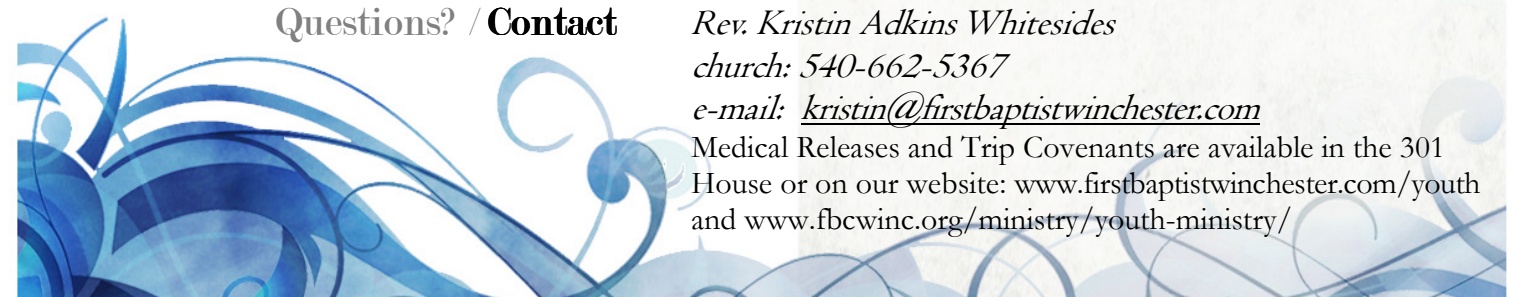 Questions? / Contact
Rev. Kristin Adkins Whitesides
church: 540-662-5367
e-mail: kristin@firstbaptistwinchester.com
Medical Releases and Trip Covenants are available in the 301
House or on our website: www.firstbaptistwinchester.com/youth
and www.fbcwinc.org/ministry/youth-ministry/